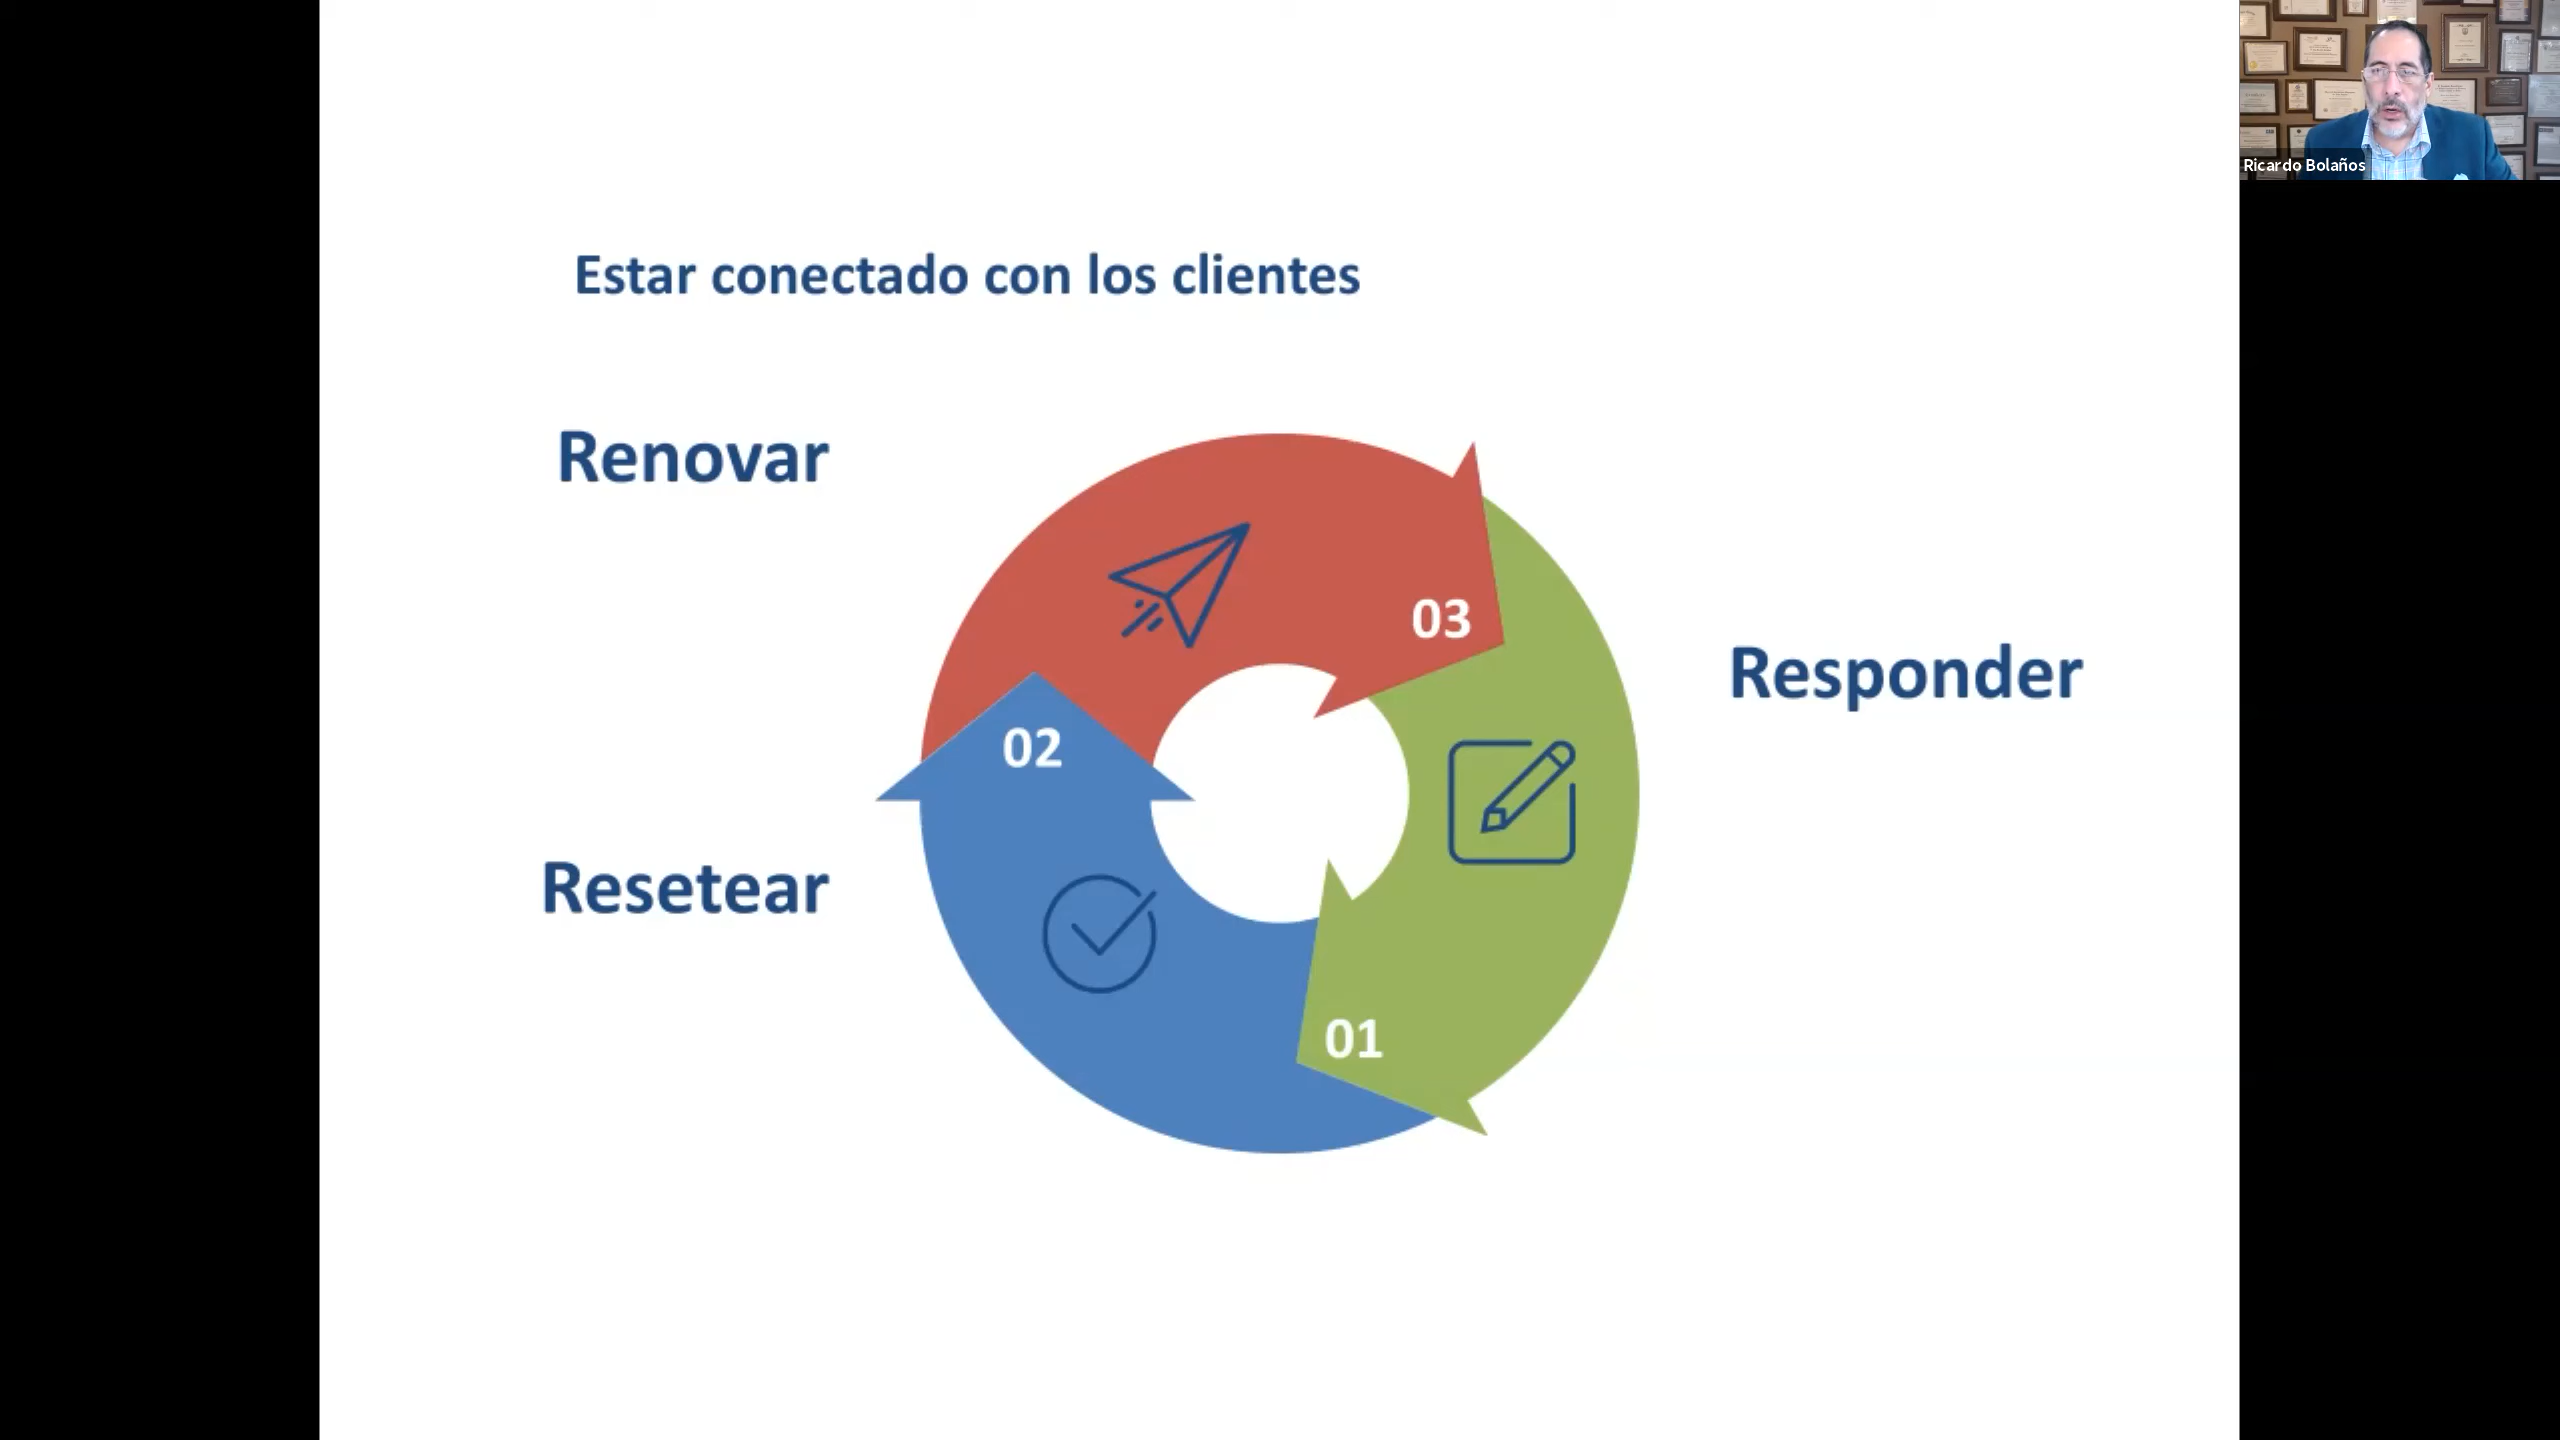 Ricardo Bolaños
Estar conectado con los clientes
Renovar
03
Responder
02
Resetear
01